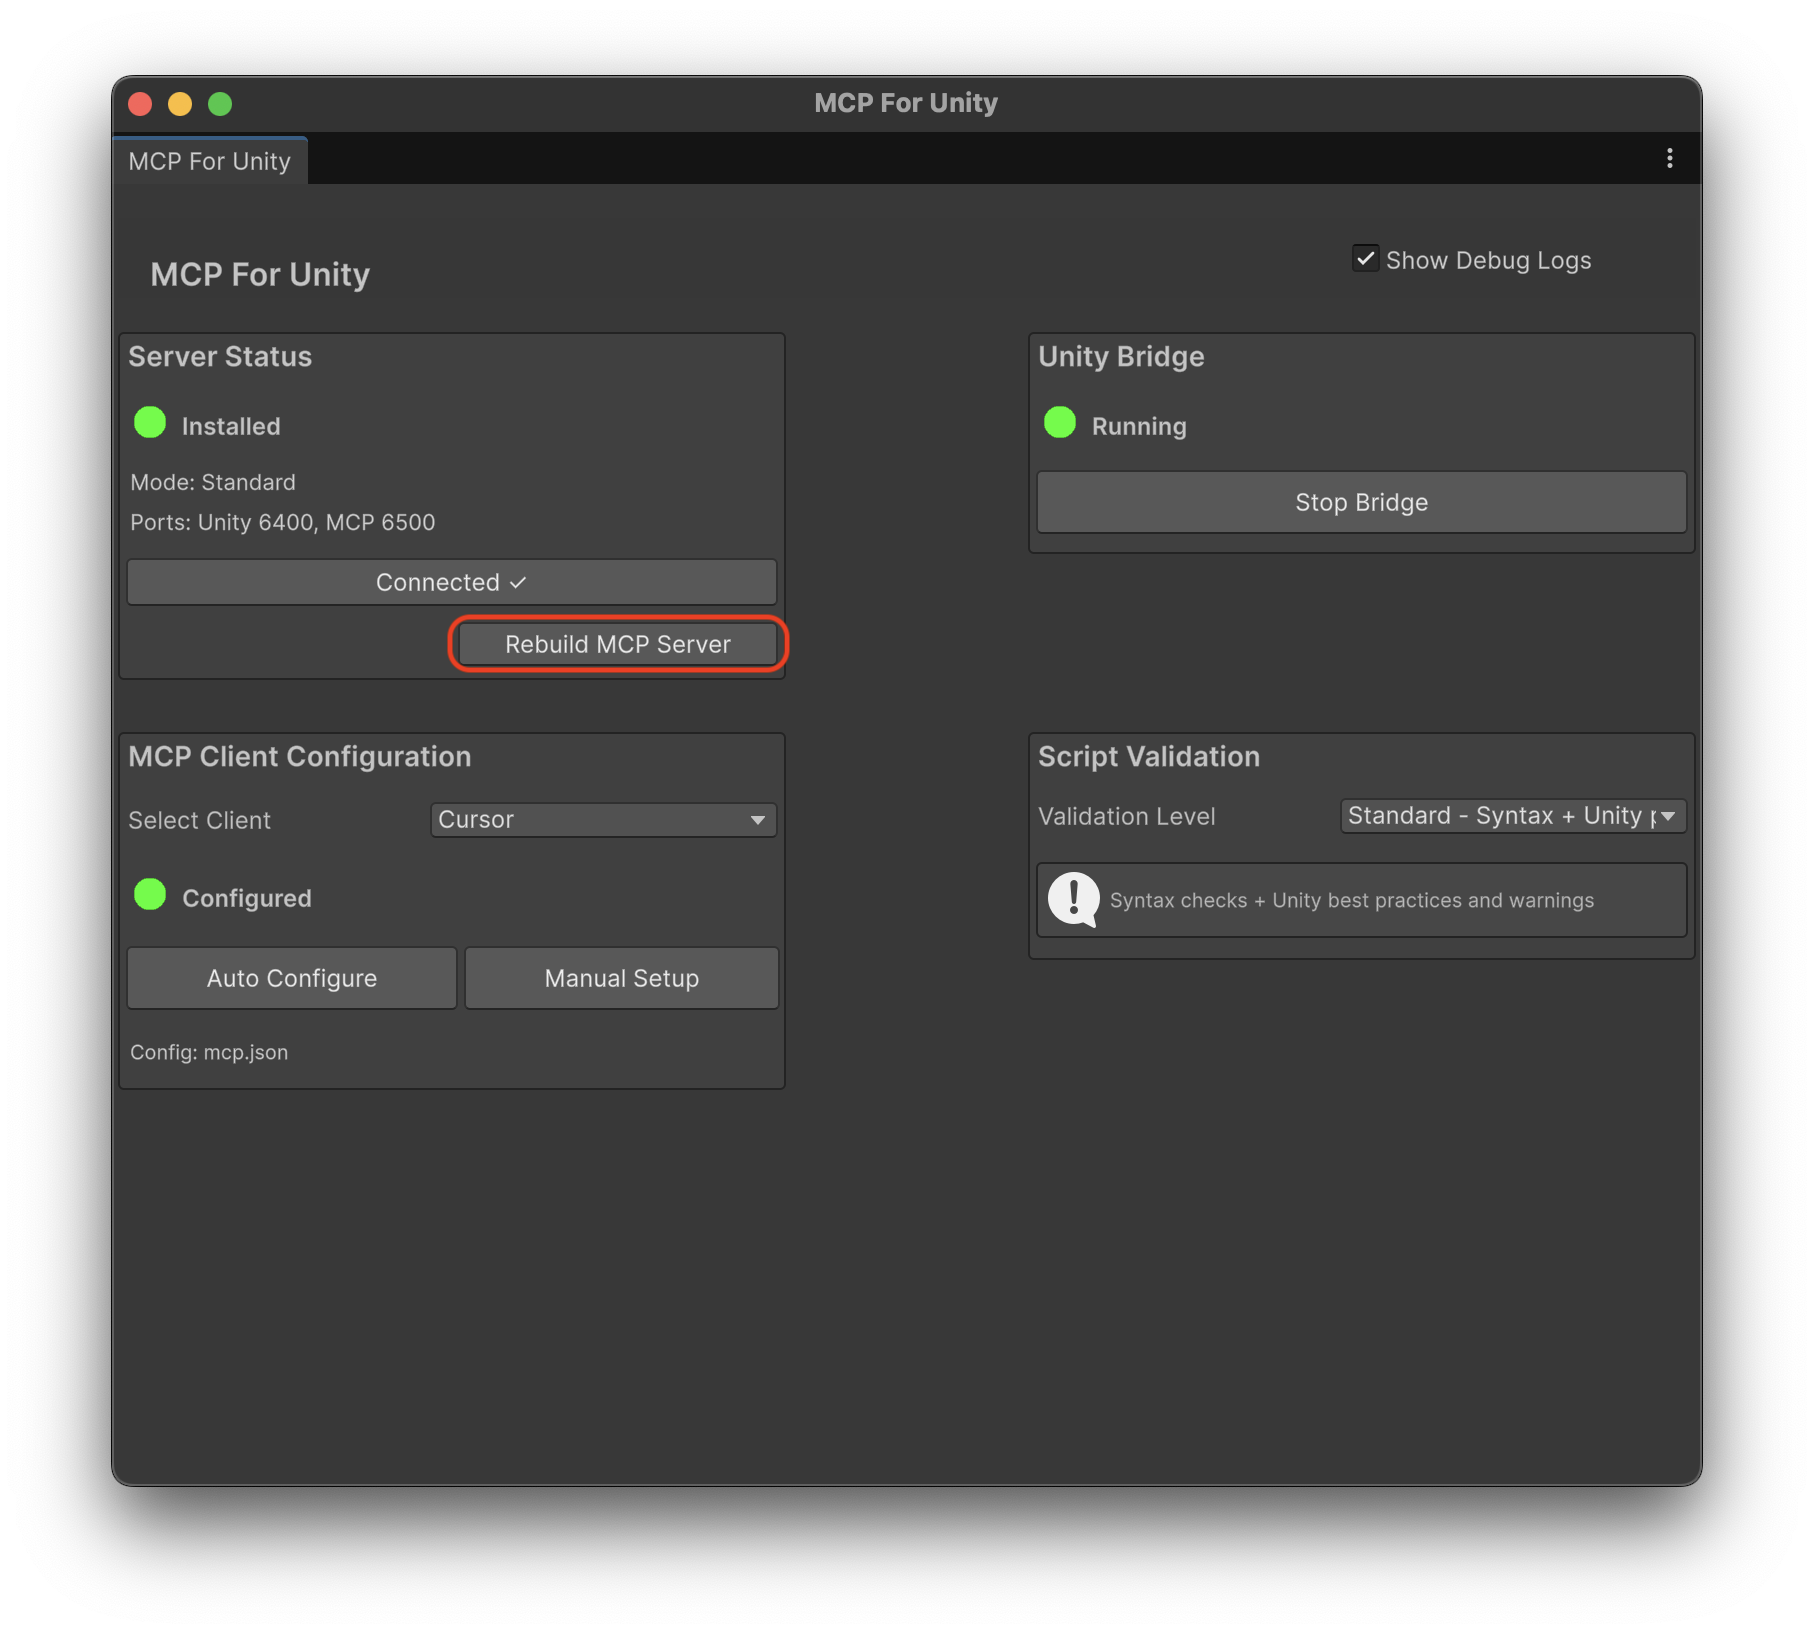 MCP For Unity
MCP For Unity
MCP For Unity
Show Debug Logs
Server Status
Installed
Mode: Standard
Ports: Unity 6400, MCP 6500
Connected ✓
Rebuild MCP Server
Unity Bridge
Running
Stop Bridge
MCP Client Configuration
Select Client
Cursor
Configured
Auto Configure
Manual Setup
Config: mcp.json
Script Validation
Validation Level
Standard - Syntax + Unity
Syntax checks + Unity best practices and warnings